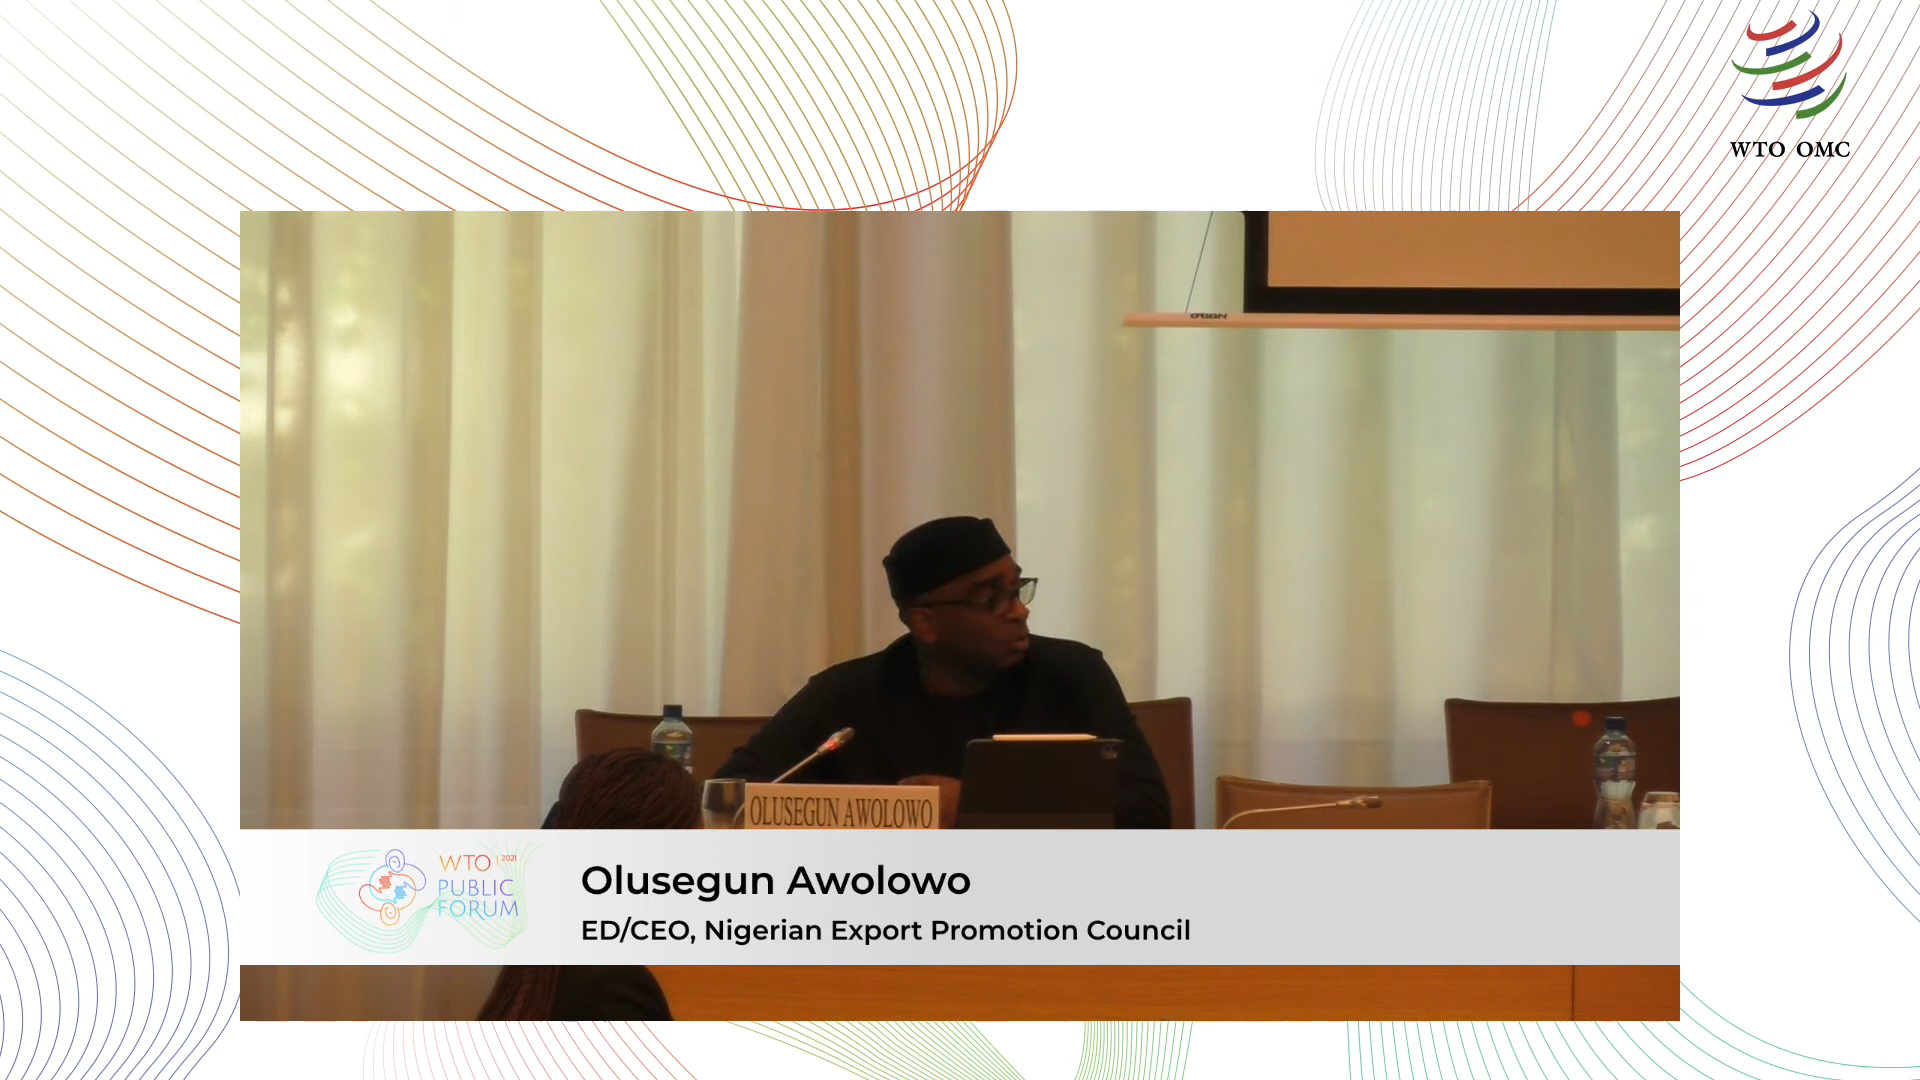 WTO OMC
OLUSEGUN AWOLOWO
WTO | 2021
PUBLIC
FORUM
Olusegun Awolowo
ED/CEO, Nigerian Export Promotion Council